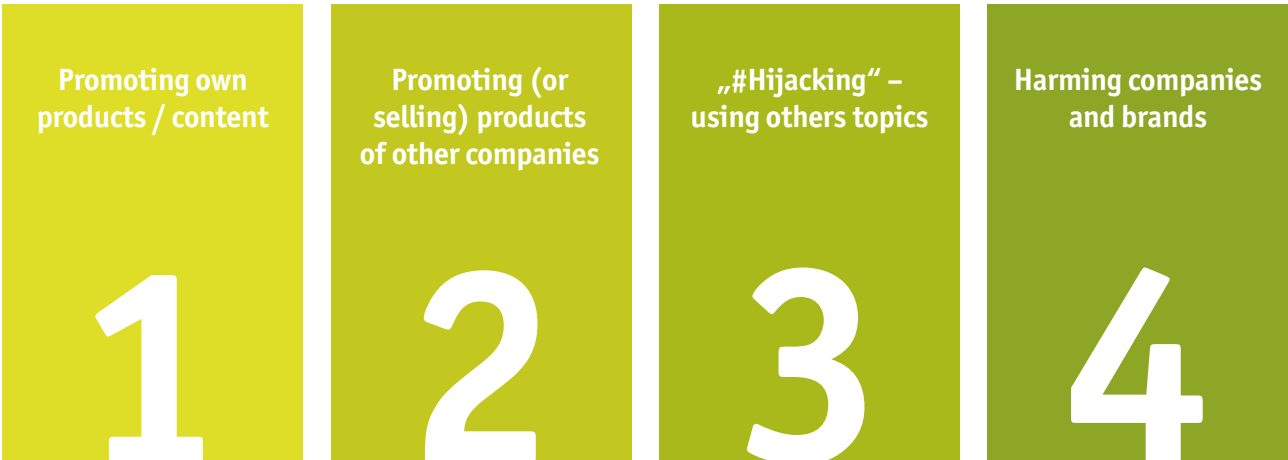 Promoting own
products / content
1
Promoting (or
selling) products
of other companies
2
„#Hijacking“ –
using others topics
3
Harming companies
and brands
4